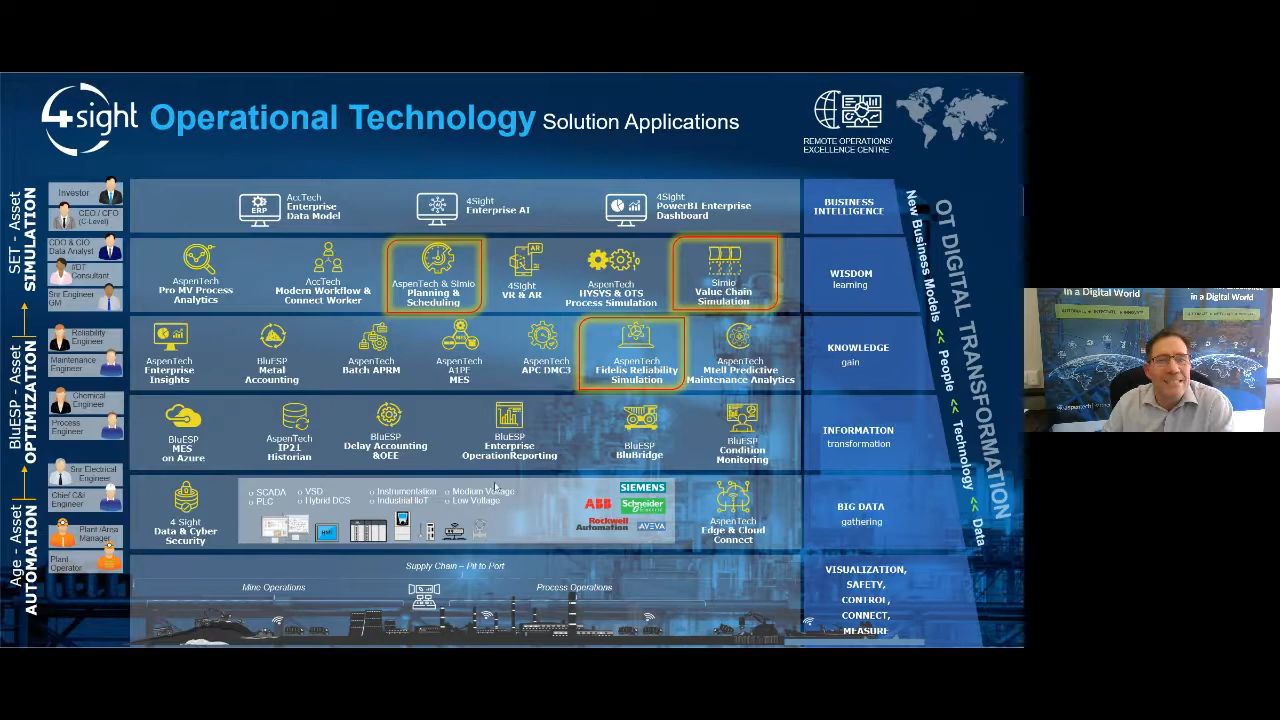 4sight
Operational Technology Solution Applications
REMOTE OPERATIONS/
EXCELLENCE CENTRE
SET - Asset
SIMULATION
BluESP - Asset
OPTIMIZATION
Age - Asset
AUTOMATION
Investor
CEO / CFO
(C-Level)
CDO & CIO
Data Analyst
IIOT
Consultant
Snr Engineer
GM
Reliability
Engineer
Maintenance
Engineer
Chemical
Engineer
Process
Engineer
Snr Electrical
Engineer
Chief C&I
Engineer
Plant /Area
Manager
Plant
Operator
ERP
AccTech
Enterprise
Data Model
AI
4Sight
Enterprise AI
4Sight
PowerBI Enterprise
Dashboard
BUSINESS
INTELLIGENCE
AspenTech
Pro MV Process
Analytics
AccTech
Modern Workflow &
Connect Worker
AspenTech & Simio
Planning &
Scheduling
AR
4Sight
VR & AR
AspenTech
HYSYS & OTS
Process Simulation
Simio
Value Chain
Simulation
WISDOM
learning
AspenTech
Enterprise
Insights
BluESP
Metal
Accounting
AspenTech
Batch APRM
AspenTech
A1PE
MES
AspenTech
APC DMC3
AspenTech
Fidelis Reliability
Simulation
AspenTech
Mtell Predictive
Maintenance Analytics
KNOWLEDGE
gain
BluESP
MES
on Azure
AspenTech
IP21
Historian
BluESP
Delay Accounting
&OEE
BluESP
Enterprise
OperationReporting
BluESP
BluBridge
BluESP
Condition
Monitoring
INFORMATION
transformation
4 Sight
Data & Cyber
Security
o SCADA
o PLC
o VSD
o Hybrid DCS
o Instrumentation
o Industrial IIoT
o Medium Voltage
o Low Voltage
HMI
SIEMENS
ABB
Schneider
Electric
Rockwell
Automation
AVEVA
AspenTech
Edge & Cloud
Connect
BIG DATA
gathering
Supply Chain – Pit to Port
Mine Operations
Process Operations
VISUALIZATION,
SAFETY,
CONTROL,
CONNECT,
MEASURE
New Business Models << People << Technology << Data
OT DIGITAL TRANSFORMATION
in a Digital World
in a Digital World
aspentech